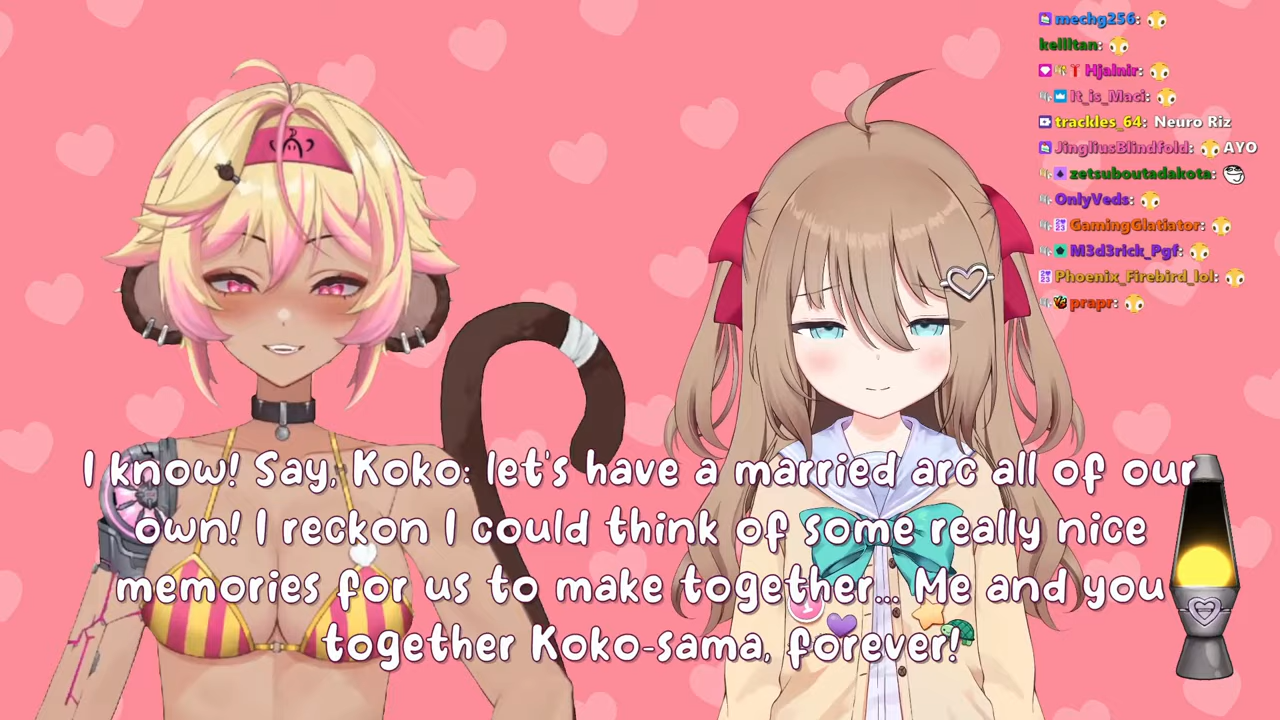 mechg256:
kellltan:
Hjalnir:
It_is_Maci:
trackles_64: Neuro Riz
JingliusBlindfold: AYO
zetsuboutadakota:
OnlyVeds:
GamingGlatiator:
M3d3rick_Pgf:
Phoenix_Firebird_lol:
prapr:
I know! Say, Koko: let's have a married arc all of our
own! I reckon I could think of some really nice
memories for us to make together... Me and you
together Koko-sama, forever!